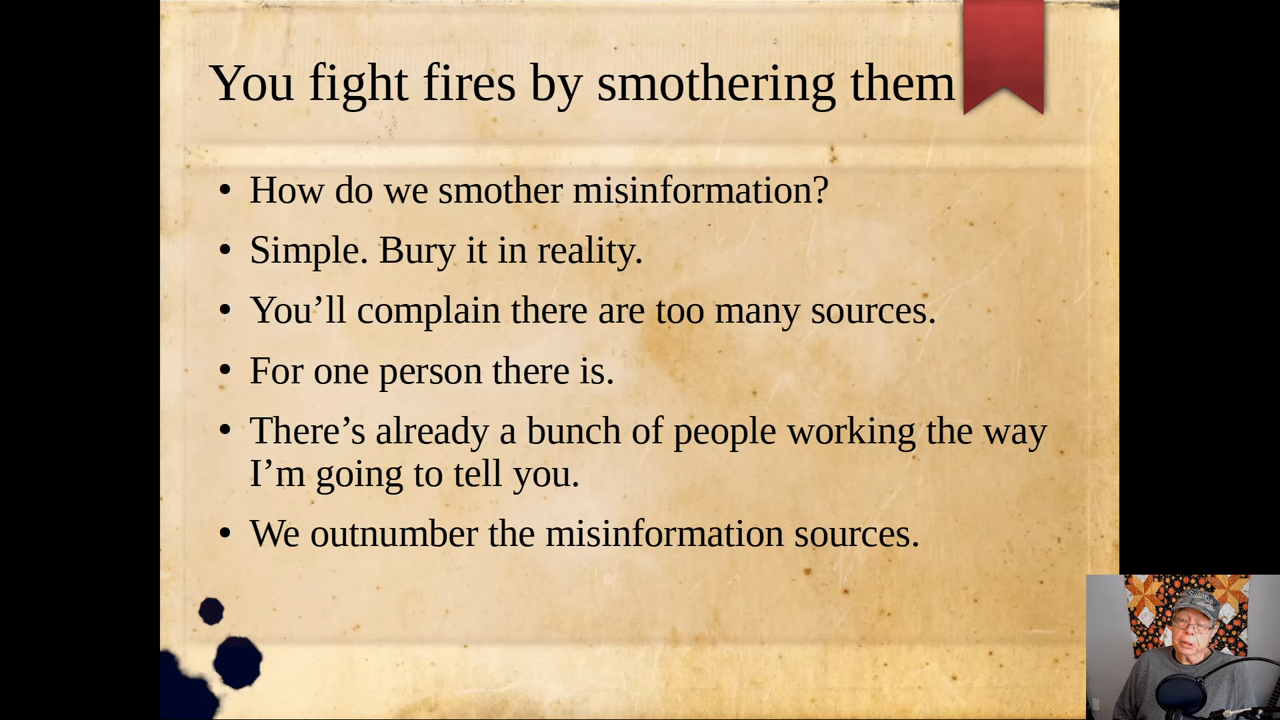 You fight fires by smothering them
• How do we smother misinformation?
• Simple. Bury it in reality.
• You’ll complain there are too many sources.
• For one person there is.
• There’s already a bunch of people working the way
I’m going to tell you.
• We outnumber the misinformation sources.